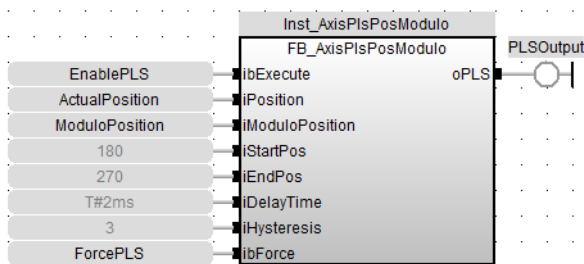 Inst_AxisPlsPosModulo
FB_AxisPlsPosModulo
PLSOutput
EnablePLS ibExecute oPLS
ActualPosition iPosition
ModuloPosition iModuloPosition
180 iStartPos
270 iEndPos
T#2ms iDelayTime
3 iHysteresis
ForcePLS ibForce